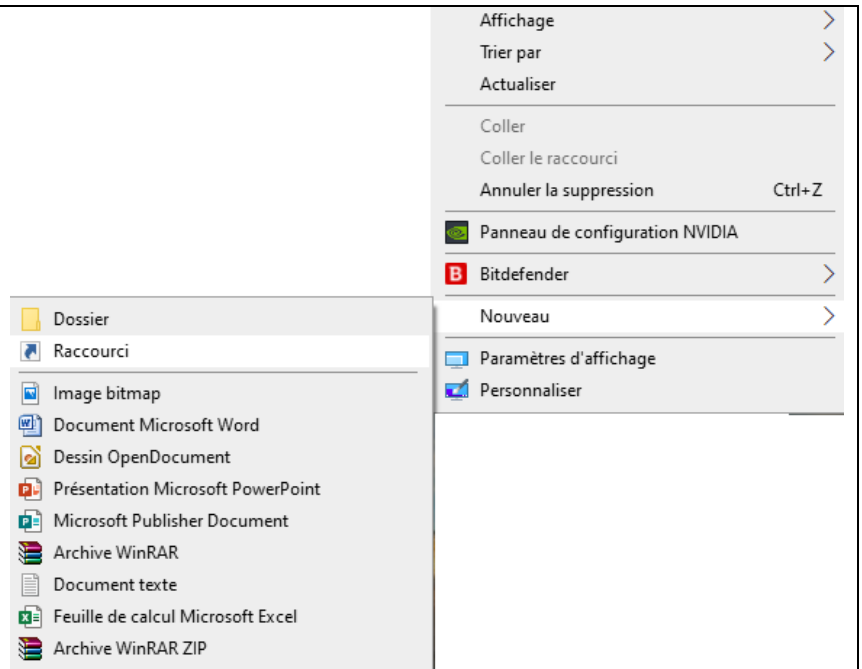 Affichage
Trier par
Actualiser
Coller
Coller le raccourci
Annuler la suppression Ctrl+Z
Panneau de configuration NVIDIA
B Bitdefender
Nouveau
Paramètres d'affichage
Personnaliser
Dossier
Raccourci
Image bitmap
Document Microsoft Word
Dessin OpenDocument
Présentation Microsoft PowerPoint
Microsoft Publisher Document
Archive WinRAR
Document texte
Feuille de calcul Microsoft Excel
Archive WinRAR ZIP